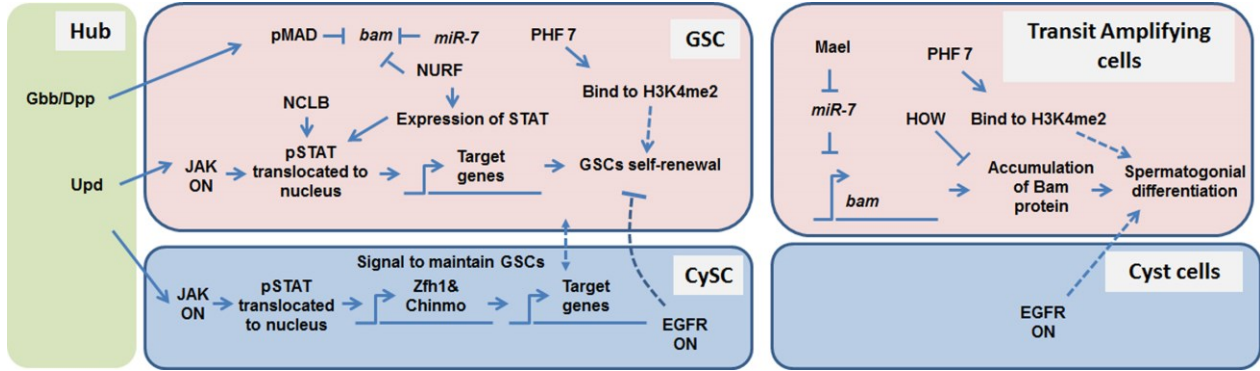 Hub
Gbb/Dpp
Upd
GSC
pMAD
bam
miR-7
NURF
PHF 7
Bind to H3K4me2
NCLB
Expression of STAT
JAK
ON
pSTAT
translocated to
nucleus
Target
genes
GSCs self-renewal
CySC
Signal to maintain GSCs
JAK
ON
pSTAT
translocated
to nucleus
Zfh1&
Chinmo
Target
genes
EGFR
ON
Transit Amplifying
cells
Mael
miR-7
bam
PHF 7
HOW
Bind to H3K4me2
Accumulation
of Bam
protein
Spermatogonial
differentiation
Cyst cells
EGFR
ON